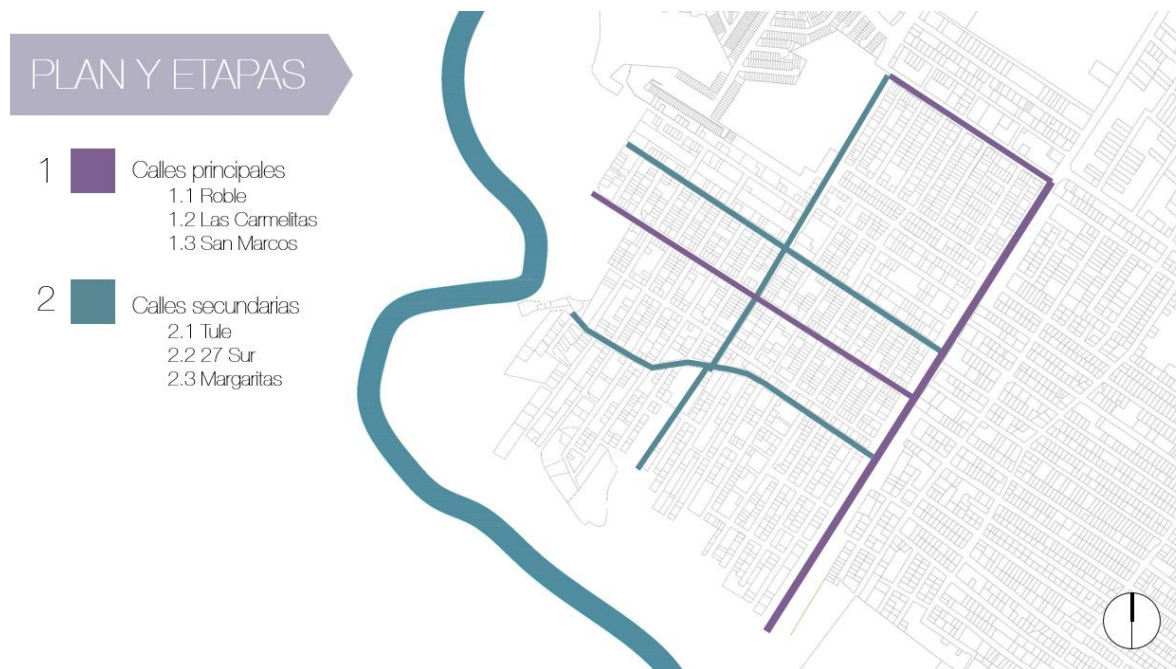 PLAN Y ETAPAS
1 Calles principales
1.1 Roble
1.2 Las Carmelitas
1.3 San Marcos
2 Calles secundarias
2.1 Tule
2.2 27 Sur
2.3 Margaritas